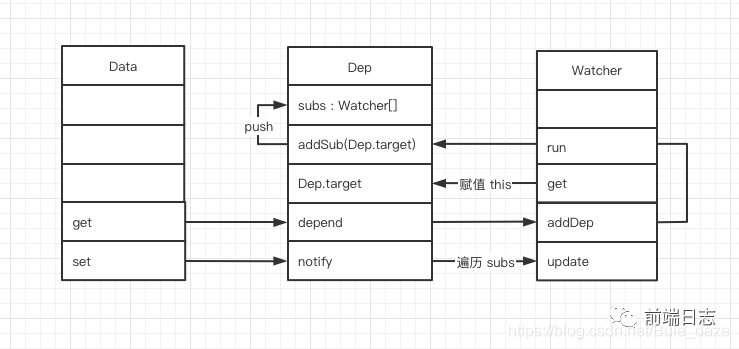 Data
get
set
Dep
subs : Watcher[]
push
addSub(Dep.target)
Dep.target
depend
notify
赋值 this
遍历 subs
Watcher
run
get
addDep
update
前端日志
https://blog.csdn.net/Bule_daze